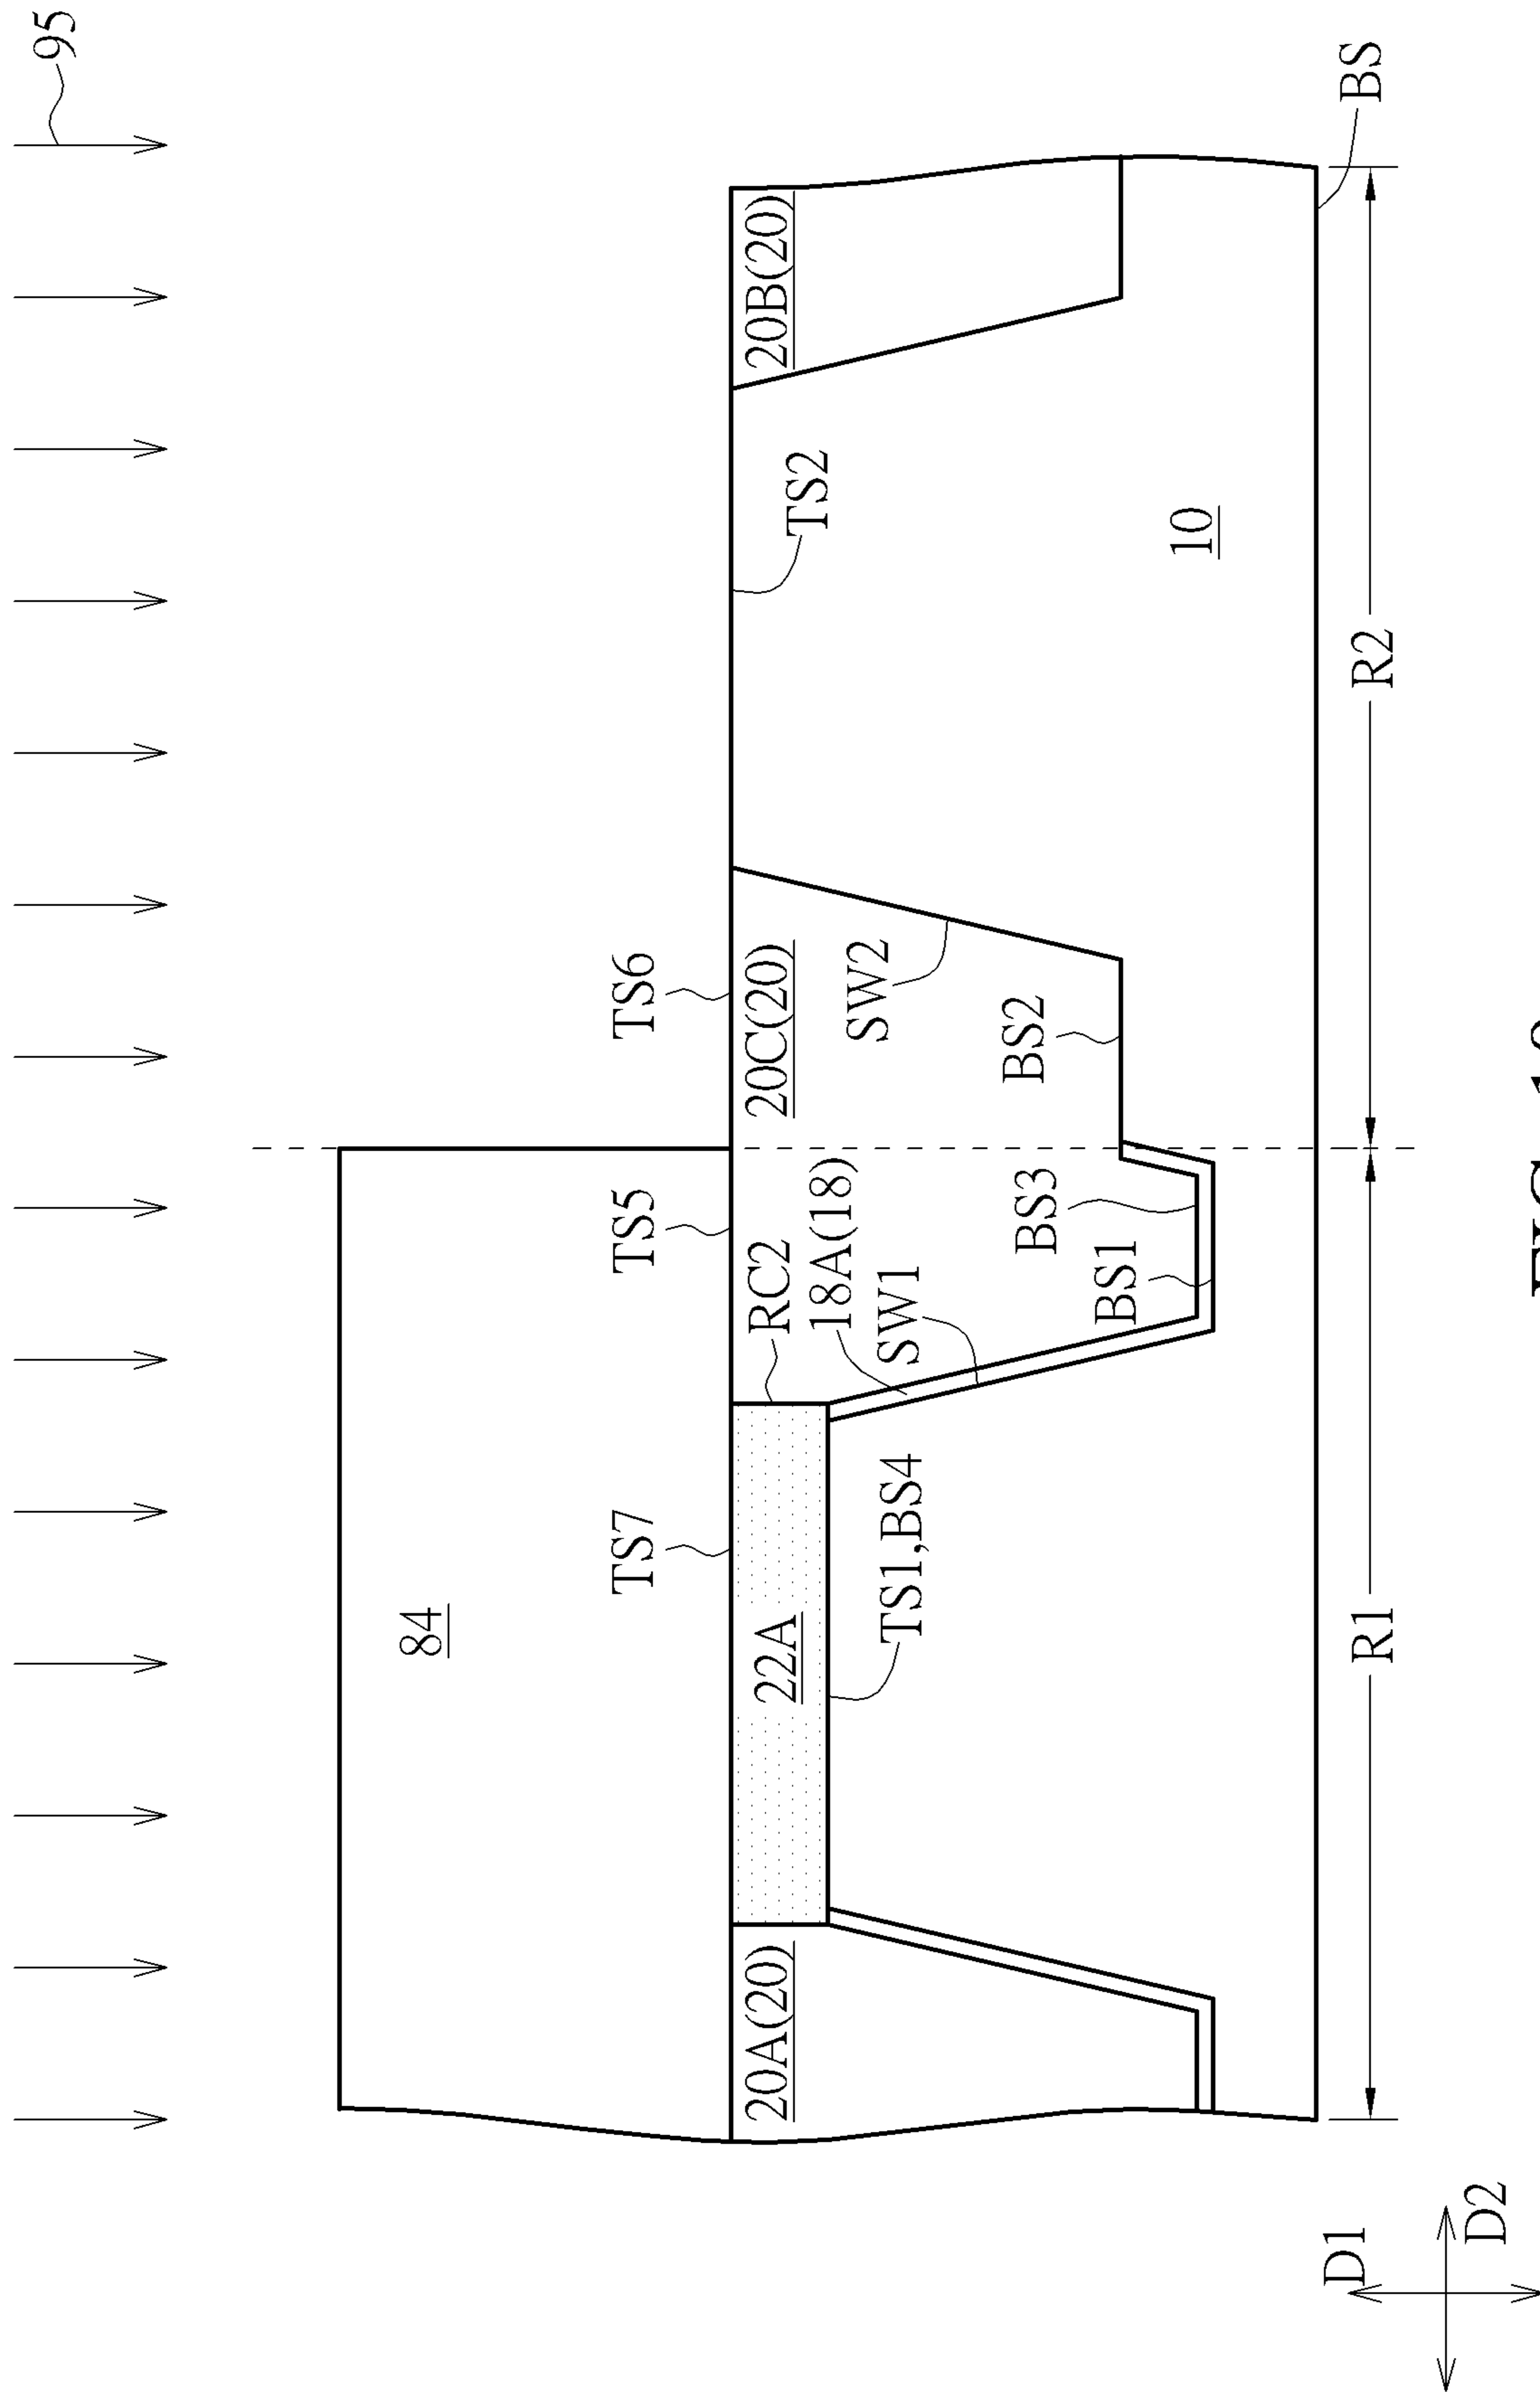 95
84
TS7
TS5
TS6
20A(20)
22A
RC2
20C(20)
20B(20)
TS2
18A(18)
SW2
TS1,BS4
SW1
BS2
BS3
BS1
10
D1
BS
R1
R2
D2